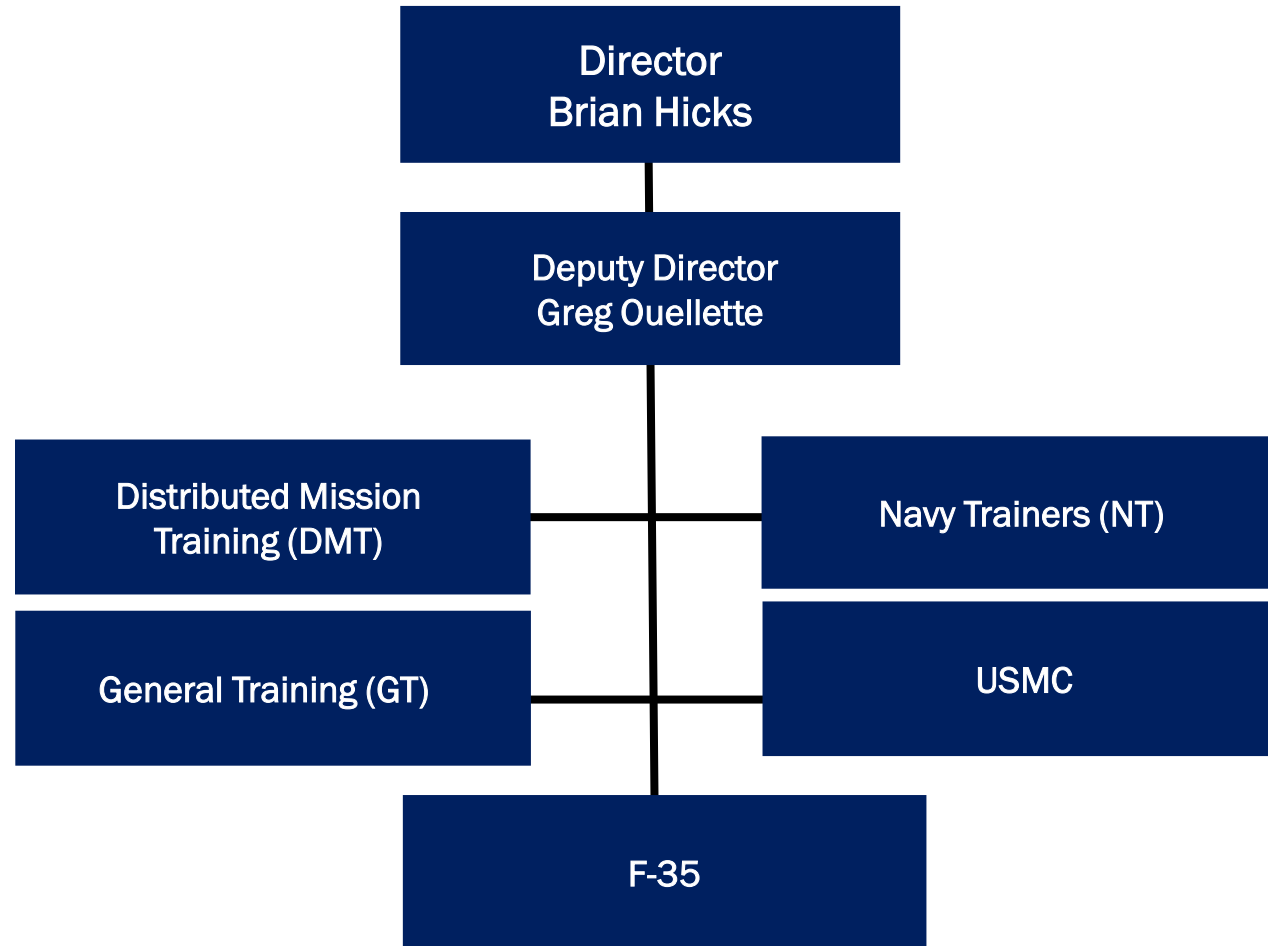 Director
Brian Hicks
Deputy Director
Greg Ouellette
Distributed Mission
Training (DMT)
Navy Trainers (NT)
General Training (GT)
USMC
F-35